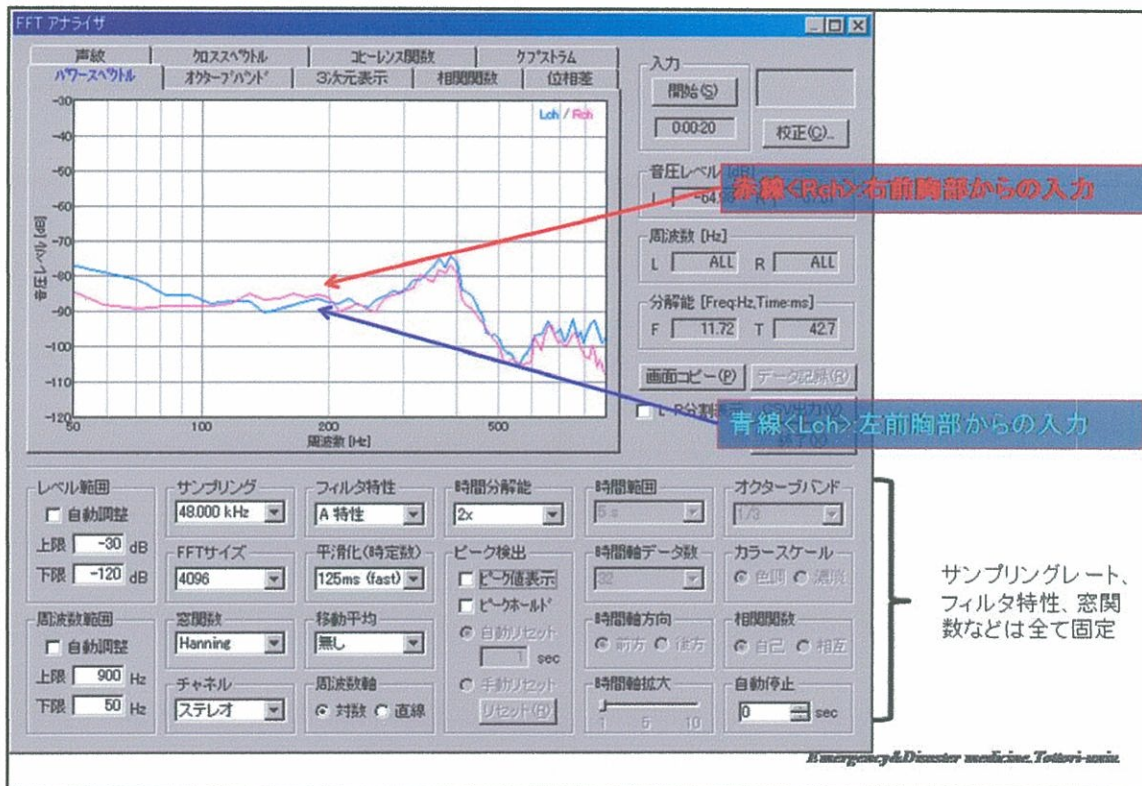 FFT アナライザ
声紋 クロススペクトル コヒーレンス関数 ケプストラム
パワースペクトル オクターブバンド 3次元表示 相関関数 位相差
Lch / Rch
音圧レベル [dB]
-30
-40
-50
-60
-70
-80
-90
-100
-110
-120
50 100 200 500
周波数 [Hz]
入力
開始(S)
0:00:20 校正(C)...
音圧レベル [dB]
赤線<Rch>:右前胸部からの入力
周波数 [Hz]
L ALL R ALL
分解能 [Freq:Hz,Time:ms]
F 11.72 T 42.7
画面コピー(P) データ記録(R)
青線<Lch>:左前胸部からの入力
レベル範囲
自動調整
上限 -30 dB
下限 -120 dB
周波数範囲
自動調整
上限 900 Hz
下限 50 Hz
サンプリング
48.000 kHz
FFTサイズ
4096
窓関数
Hanning
チャネル
ステレオ
フィルタ特性
A 特性
平滑化(時定数)
125ms (fast)
移動平均
無し
周波数軸
対数 直線
時間分解能
2x
ピーク検出
ピーク値表示
ピークホールド
自動リセット
1 sec
手動リセット
リセット(R)
時間範囲
5 s
時間軸データ数
32
時間軸方向
前方 後方
時間軸拡大
1 5 10
オクターブバンド
1/3
カラースケール
色調 濃淡
相関関数
自己 相互
自動停止
0 sec
サンプリングレート、
フィルタ特性、窓関
数などは全て固定
Emergency&Disaster medicine.Tottori-univ.